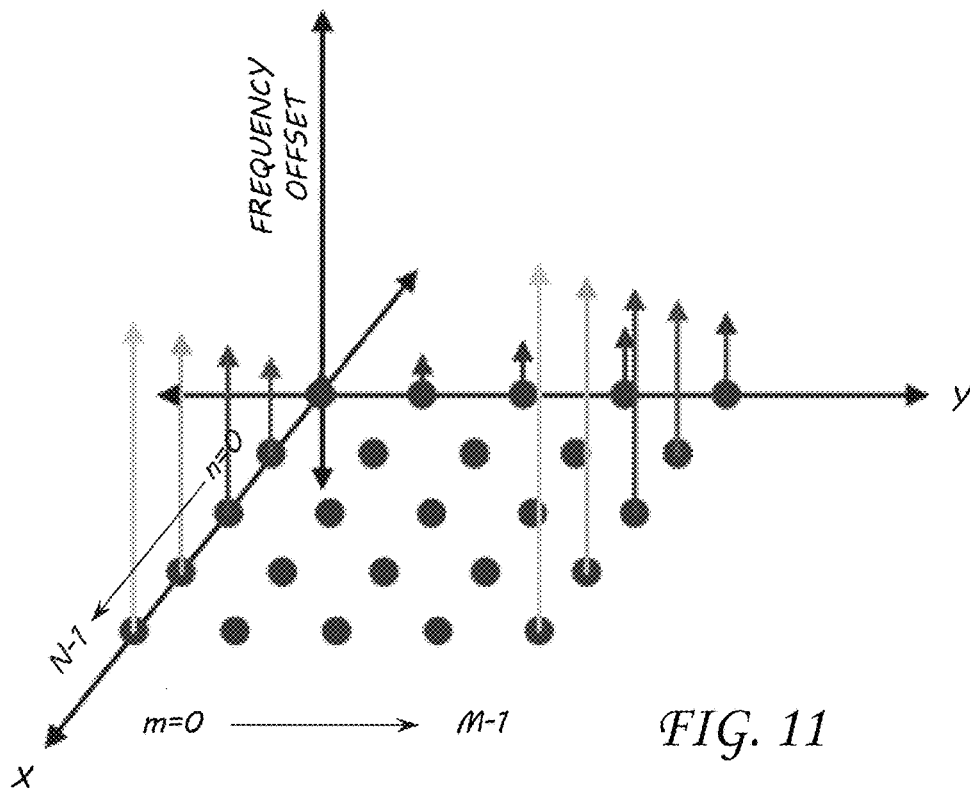 FREQUENCY
OFFSET
y
n=0
N-1
m=0
M-1
x
FIG. 11